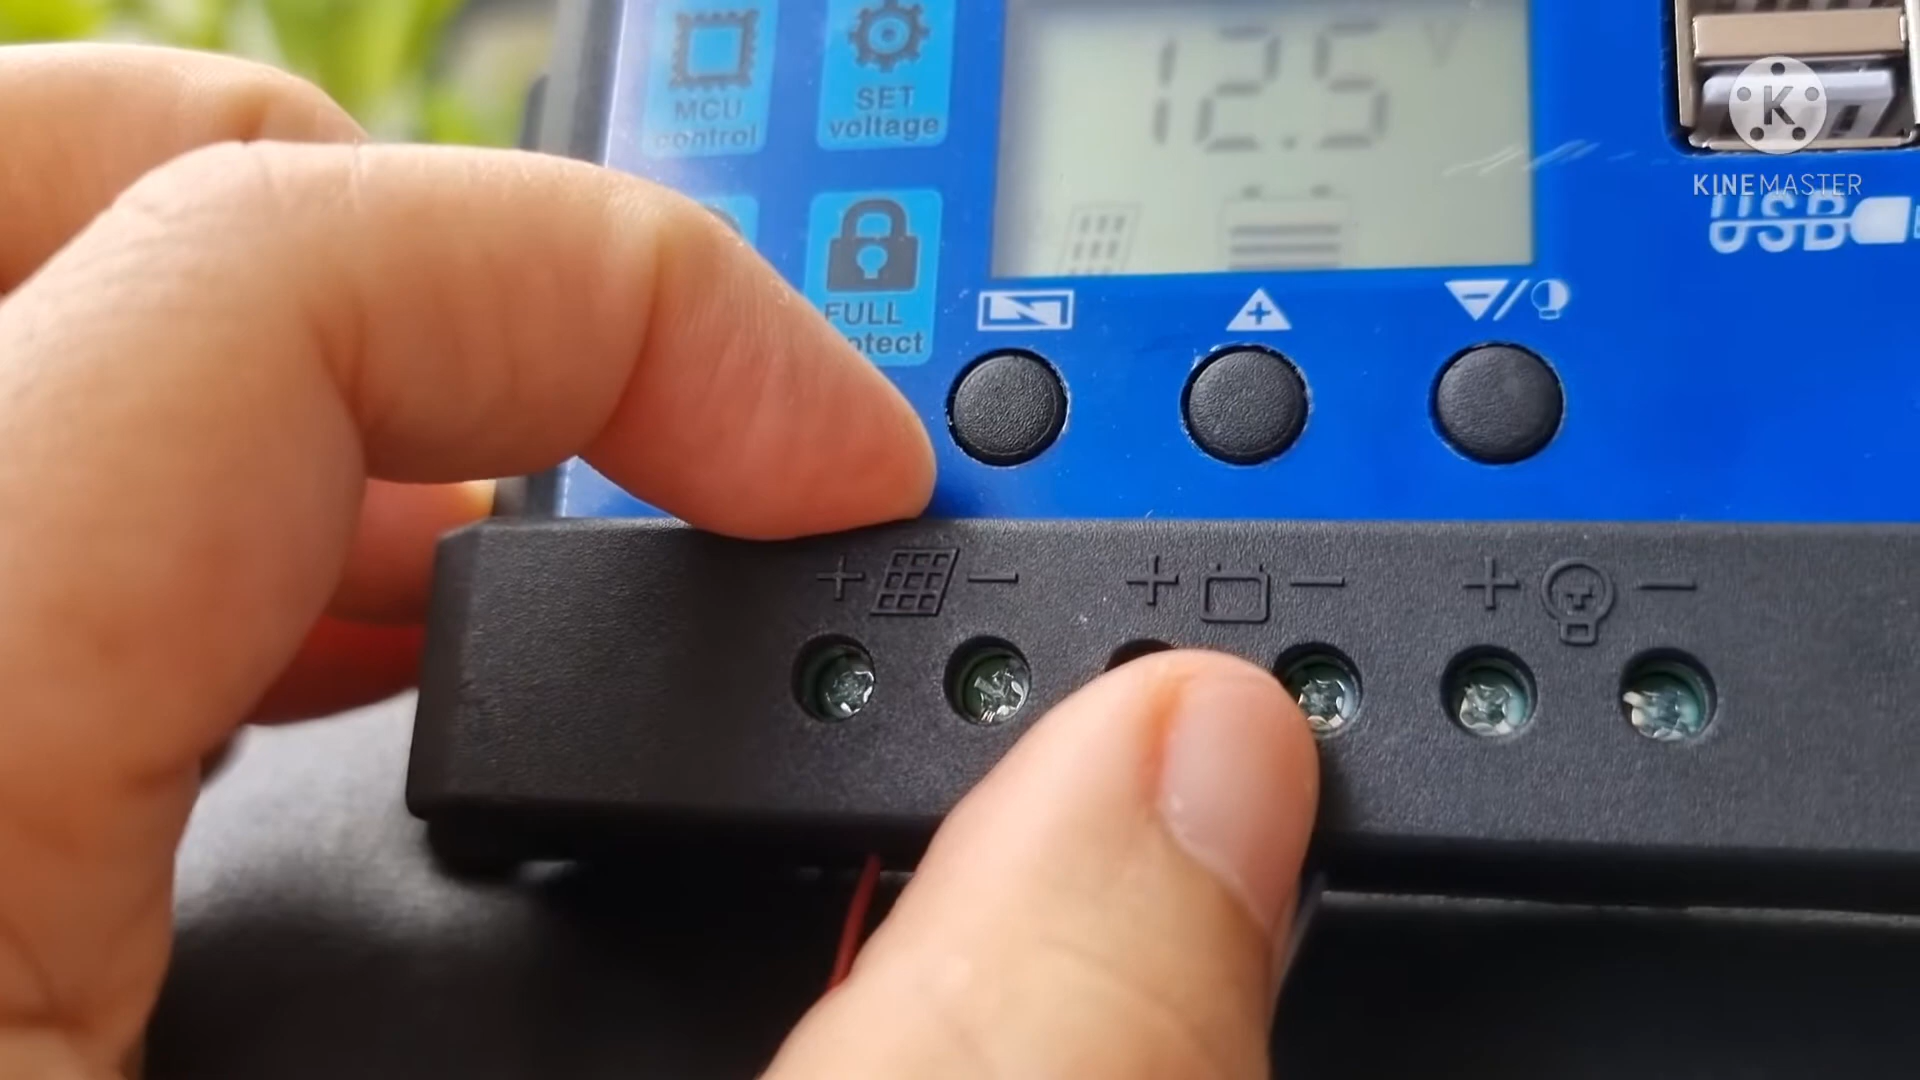 MCU
control
SET
voltage
12.5 V
FULL
KINEMASTER
USB